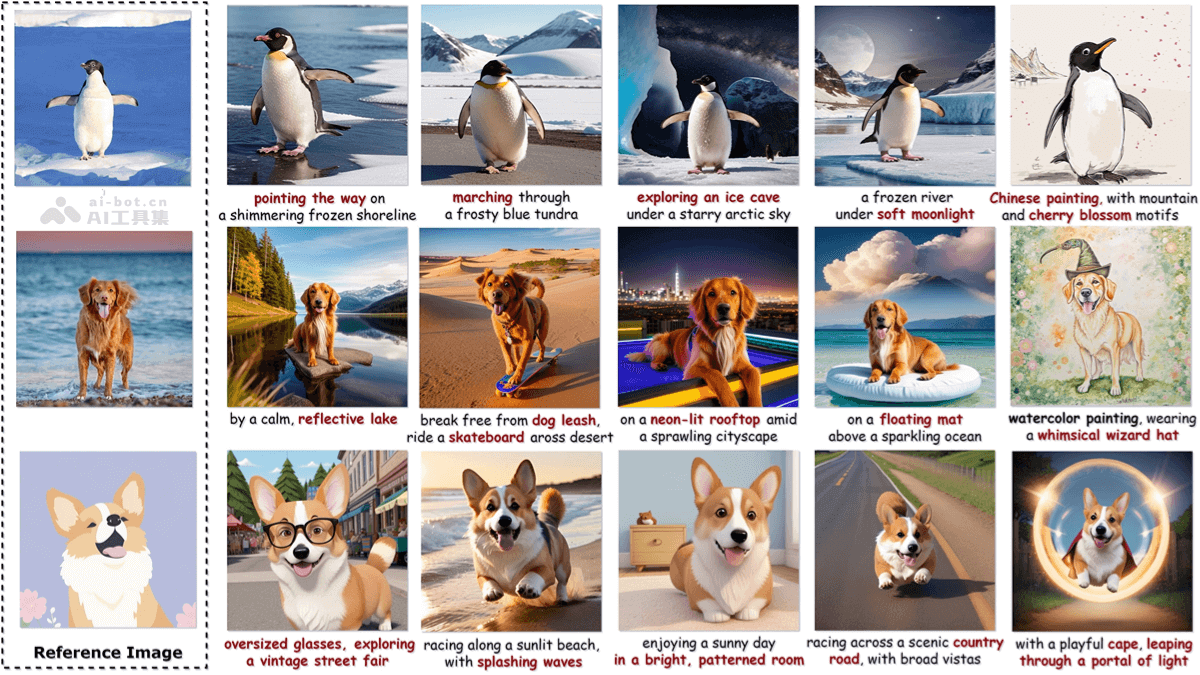 ai-bot.cn
AI工具集
pointing the way on
a shimmering frozen shoreline
marching through
a frosty blue tundra
exploring an ice cave
under a starry arctic sky
a frozen river
under soft moonlight
Chinese painting, with mountain
and cherry blossom motifs
by a calm, reflective lake
break free from dog leash,
ride a skateboard aross desert
on a neon-lit rooftop amid
a sprawling cityscape
on a floating mat
above a sparkling ocean
watercolor painting, wearing
a whimsical wizard hat
Reference Image
oversized glasses, exploring
a vintage street fair
racing along a sunlit beach,
with splashing waves
enjoying a sunny day
in a bright, patterned room
racing across a scenic country
road, with broad vistas
with a playful cape, leaping
through a portal of light